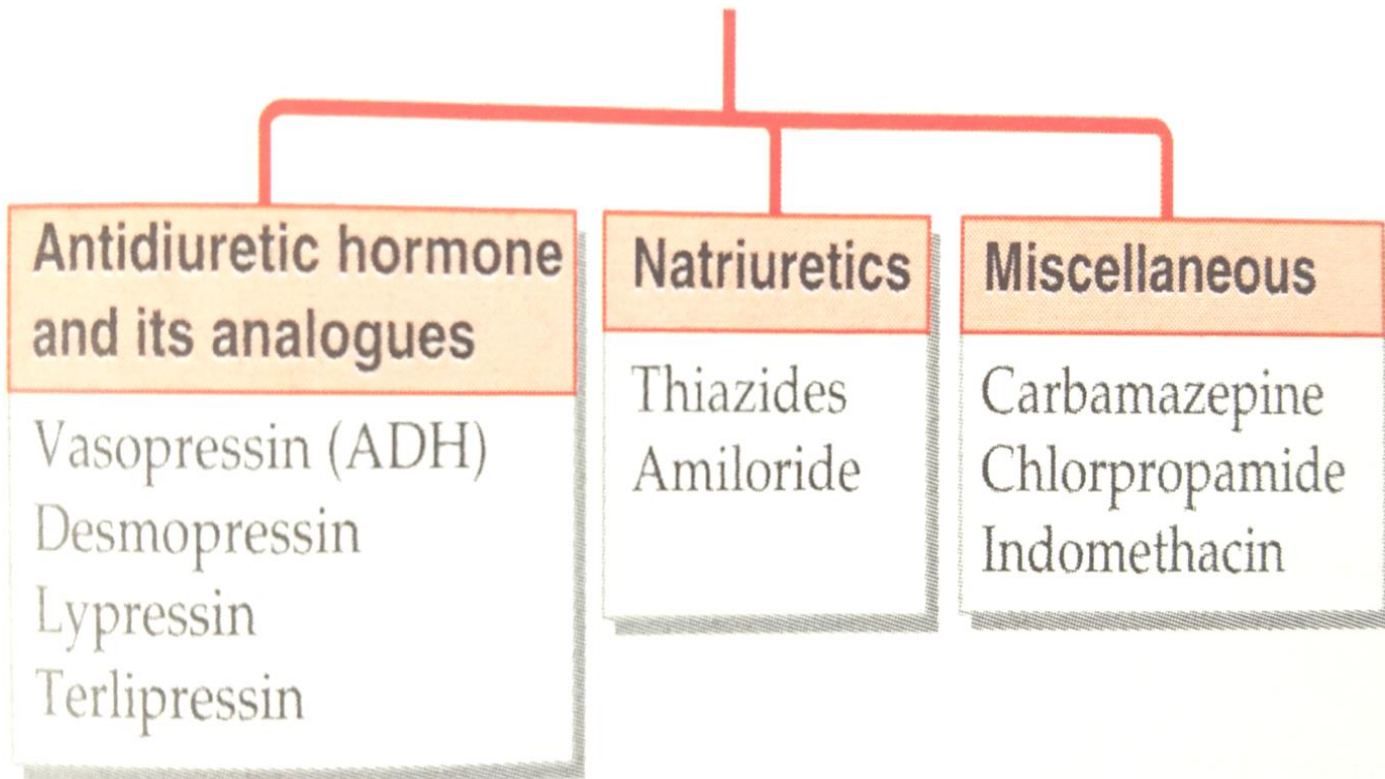 Antidiuretic hormone
and its analogues
Vasopressin (ADH)
Desmopressin
Lypressin
Terlipressin
Natriuretics
Thiazides
Amiloride
Miscellaneous
Carbamazepine
Chlorpropamide
Indomethacin